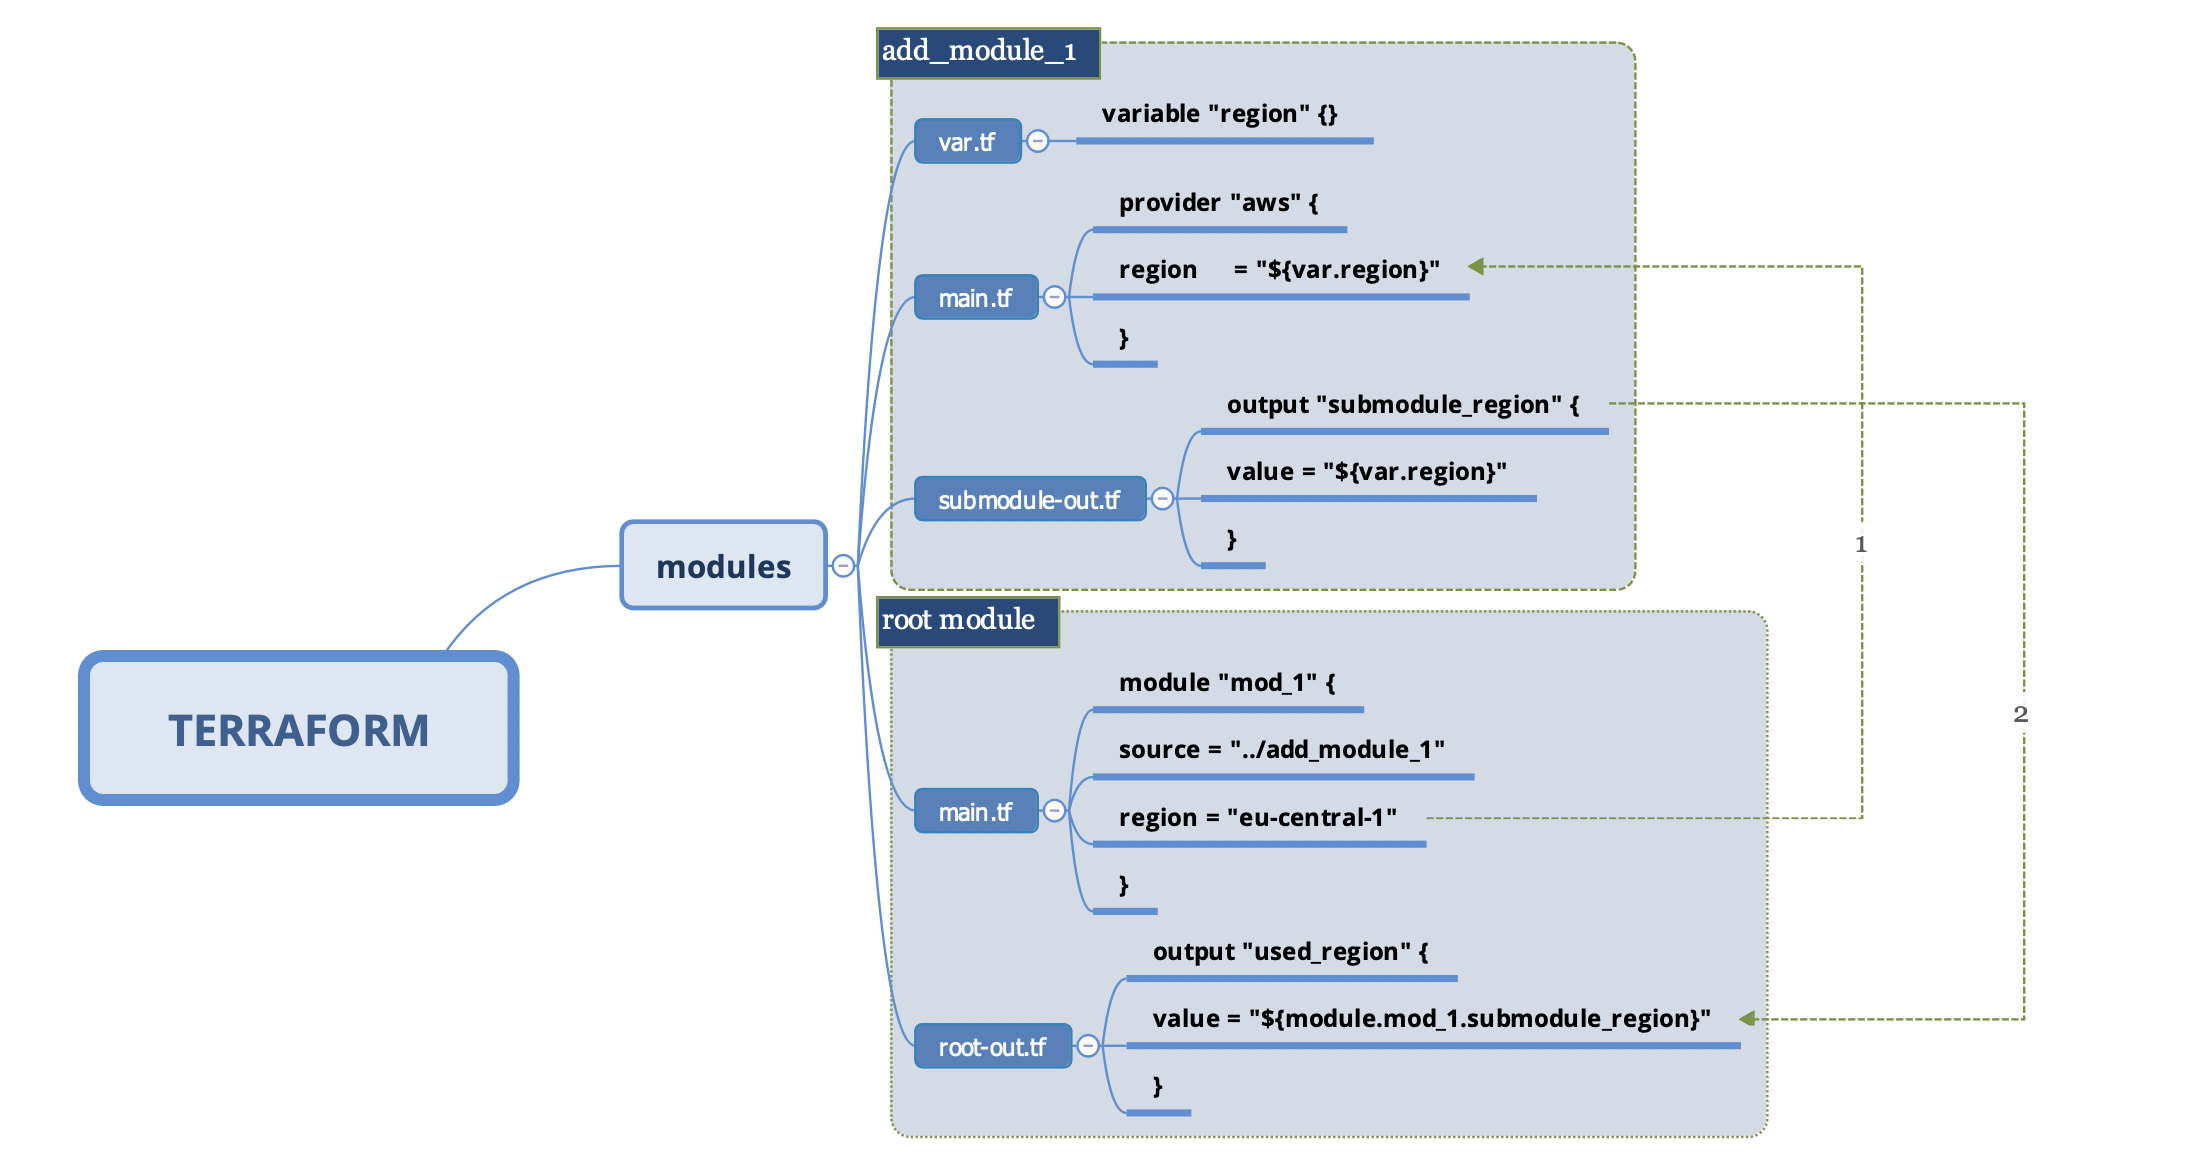 add_module_1
var.tf
variable "region" {}
main.tf
provider "aws" {
region     = "${var.region}"
}
submodule-out.tf
output "submodule_region" {
value = "${var.region}"
}
modules
TERRAFORM
root module
main.tf
module "mod_1" {
source = "../add_module_1"
region = "eu-central-1"
}
root-out.tf
output "used_region" {
value = "${module.mod_1.submodule_region}"
}
1
2